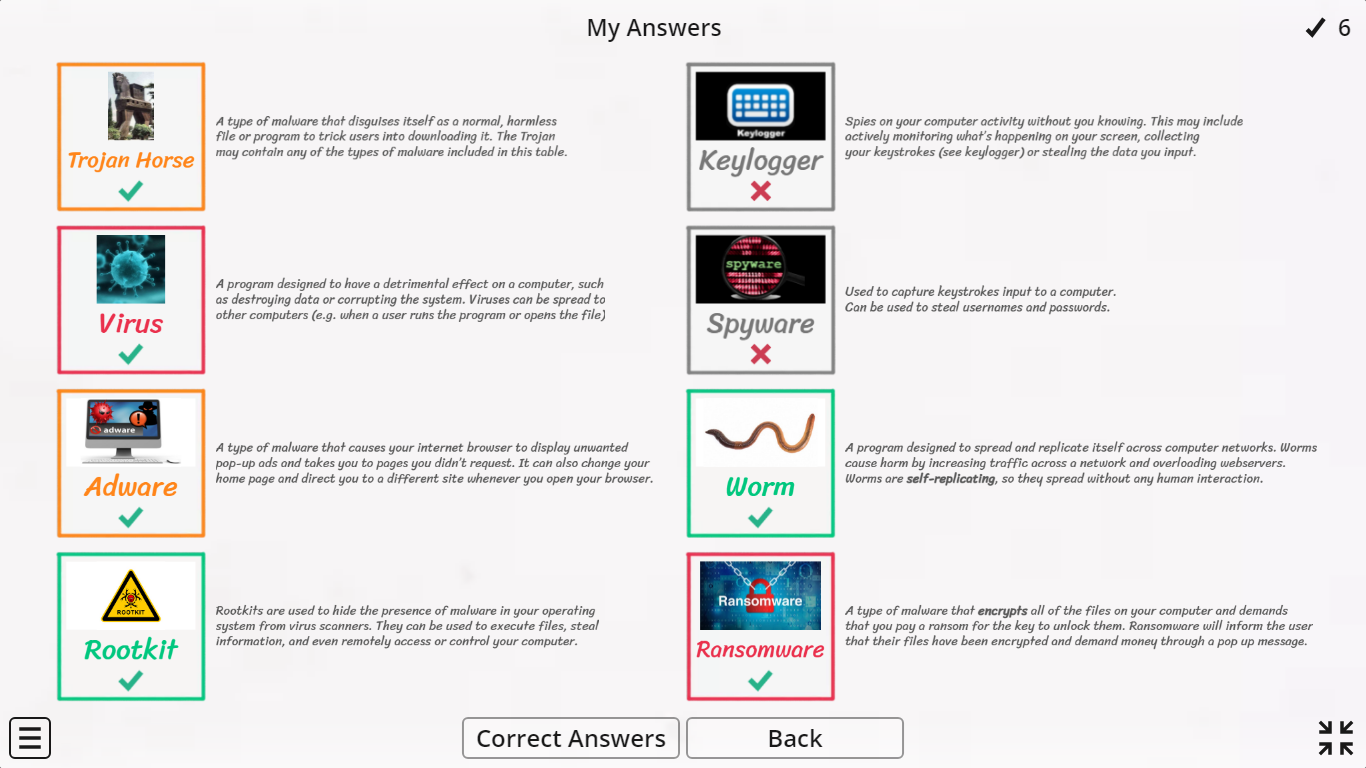 My Answers
6
Trojan Horse
A type of malware that disguises itself as a normal, harmless
file or program to trick users into downloading it. The Trojan
may contain any of the types of malware included in this table.
Keylogger
Keylogger
Spies on your computer activity without you knowing. This may include
actively monitoring what's happening on your screen, collecting
your keystrokes (see keylogger) or stealing the data you input.
Virus
A program designed to have a detrimental effect on a computer, such
as destroying data or corrupting the system. Viruses can be spread to
other computers (e.g. when a user runs the program or opens the file)
spyware
Spyware
Used to capture keystrokes input to a computer.
Can be used to steal usernames and passwords.
adware
Adware
A type of malware that causes your internet browser to display unwanted
pop-up ads and takes you to pages you didn't request. It can also change your
home page and direct you to a different site whenever you open your browser.
Worm
A program designed to spread and replicate itself across computer networks. Worms
cause harm by increasing traffic across a network and overloading webservers.
Worms are self-replicating, so they spread without any human interaction.
ROOTKIT
Rootkit
Rootkits are used to hide the presence of malware in your operating
system from virus scanners. They can be used to execute files, steal
information, and even remotely access or control your computer.
Ransomware
Ransomware
A type of malware that encrypts all of the files on your computer and demands
that you pay a ransom for the key to unlock them. Ransomware will inform the user
that their files have been encrypted and demand money through a pop up message.
Correct Answers
Back